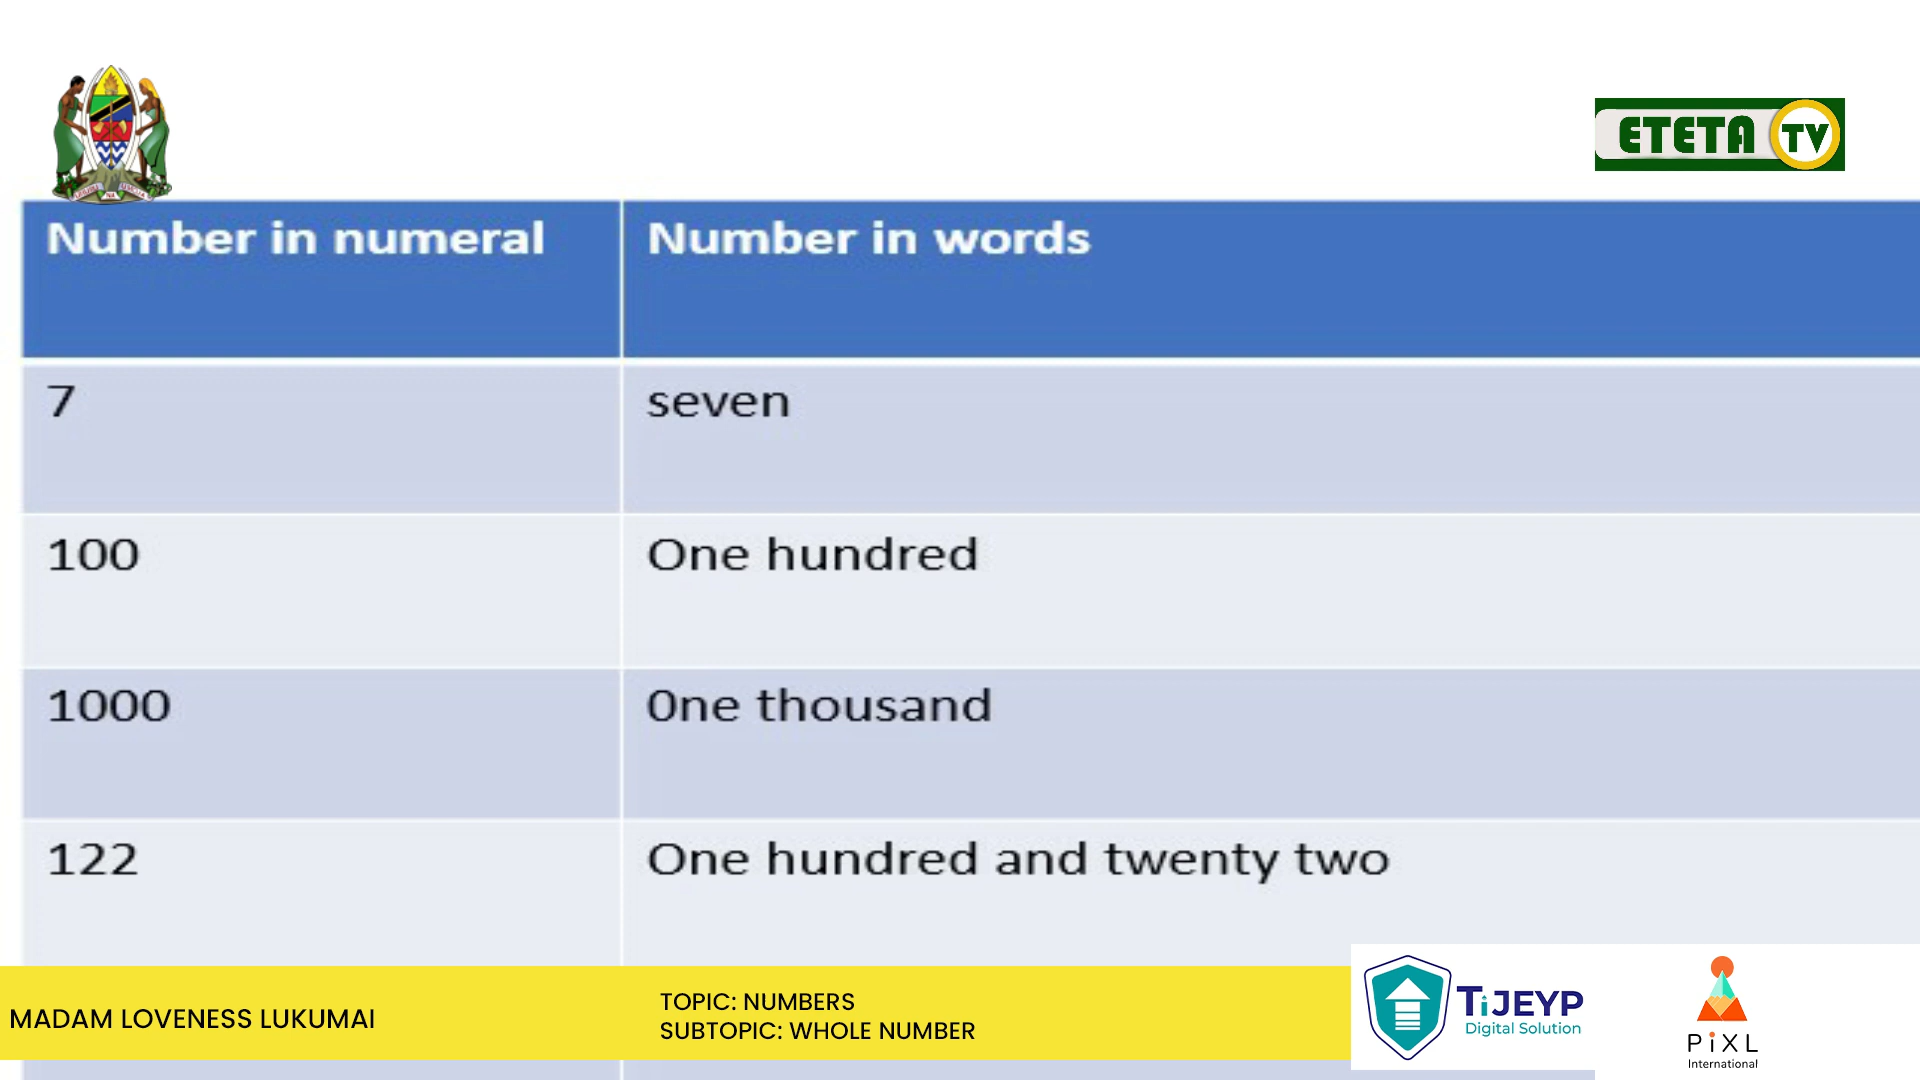 ETETA TV
Number in numeral Number in words
7 seven
100 One hundred
1000 0ne thousand
122 One hundred and twenty two
MADAM LOVENESS LUKUMAI
TOPIC: NUMBERS
SUBTOPIC: WHOLE NUMBER
TiJEYP
Digital Solution
PiXL
International